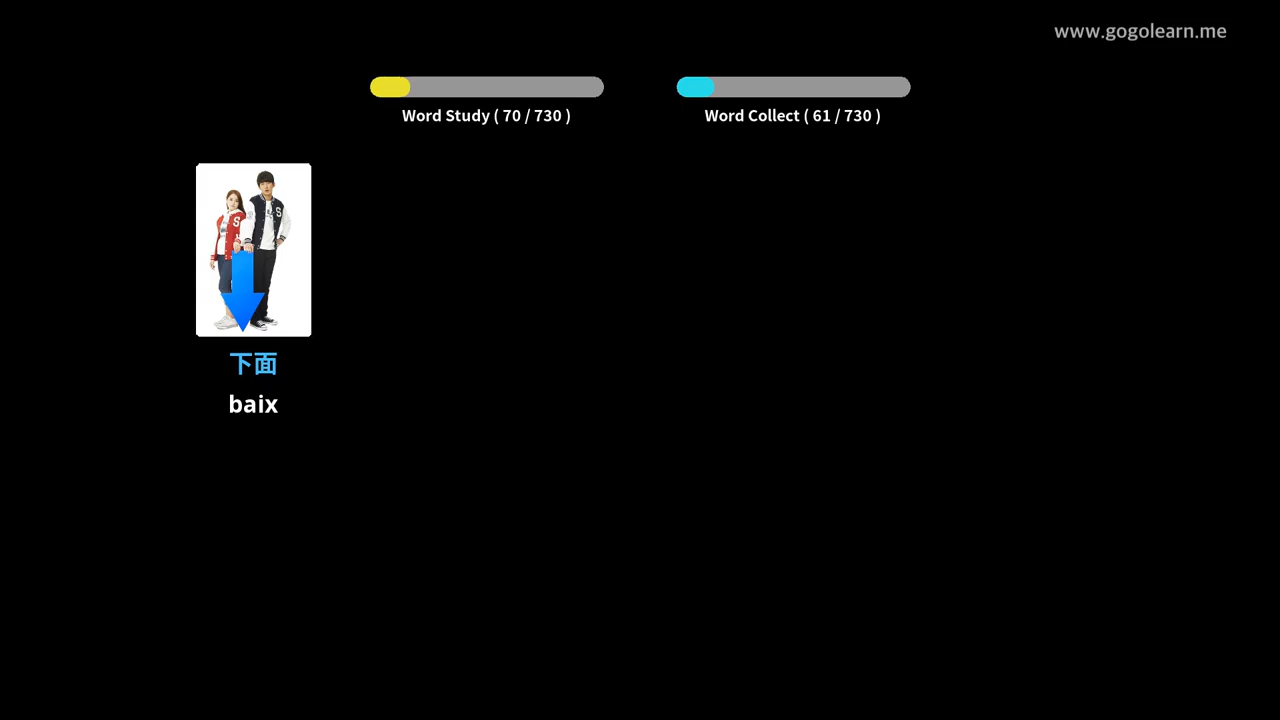 www.gogolearn.me
Word Study ( 70 / 730 )
Word Collect ( 61 / 730 )
S
S
下面
baix